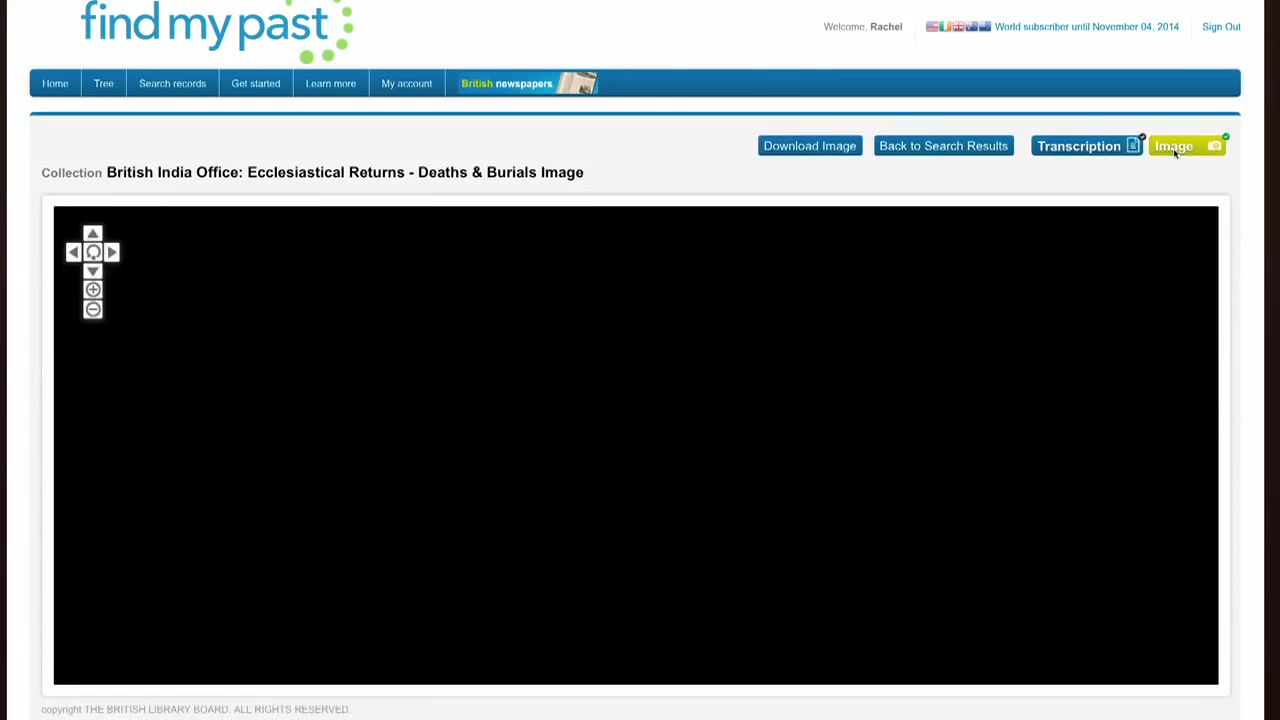 find my past
Welcome, Rachel
World subscriber until November 04, 2014
Sign Out
Home
Tree
Search records
Get started
Learn more
My account
British newspapers
Download Image
Back to Search Results
Transcription
Image
Collection British India Office: Ecclesiastical Returns - Deaths & Burials Image
copyright THE BRITISH LIBRARY BOARD. ALL RIGHTS RESERVED.